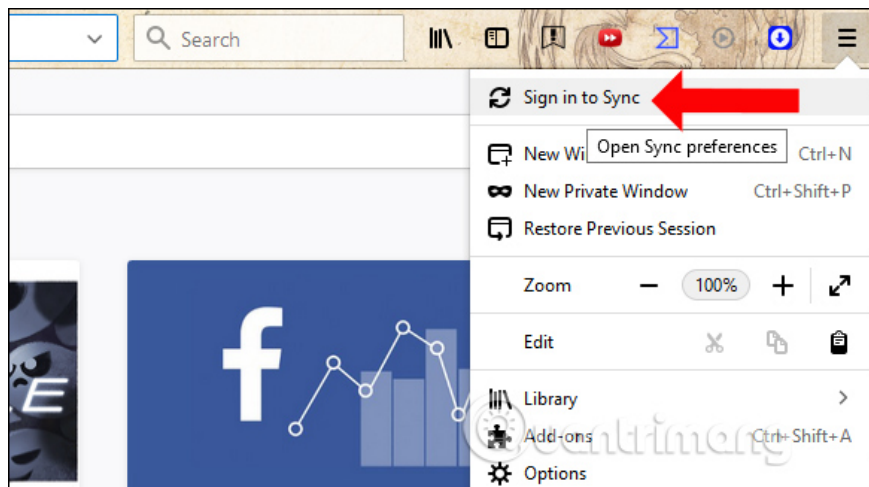 Search
Sign in to Sync
Open Sync preferences
New Wi
Ctrl+N
New Private Window
Ctrl+Shift+P
Restore Previous Session
Zoom
100%
Edit
Library
Add-ons
Ctrl+Shift+A
Options
uantrimang
f
E